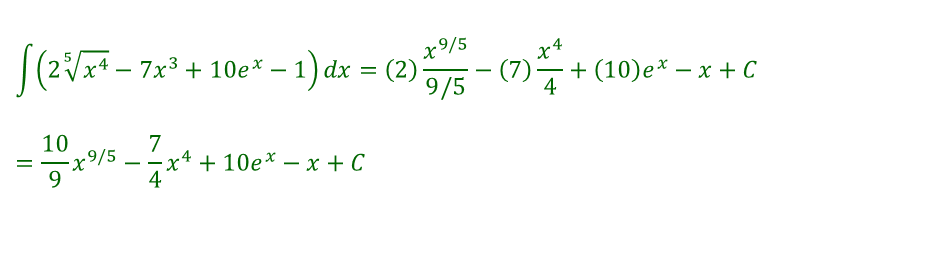 ∫(2⁵√x⁴ − 7x³ + 10eˣ − 1) dx = (2) x^{9/5}/(9/5) − (7) x⁴/4 + (10)eˣ − x + C
= 10/9 x^{9/5} − 7/4 x⁴ + 10eˣ − x + C